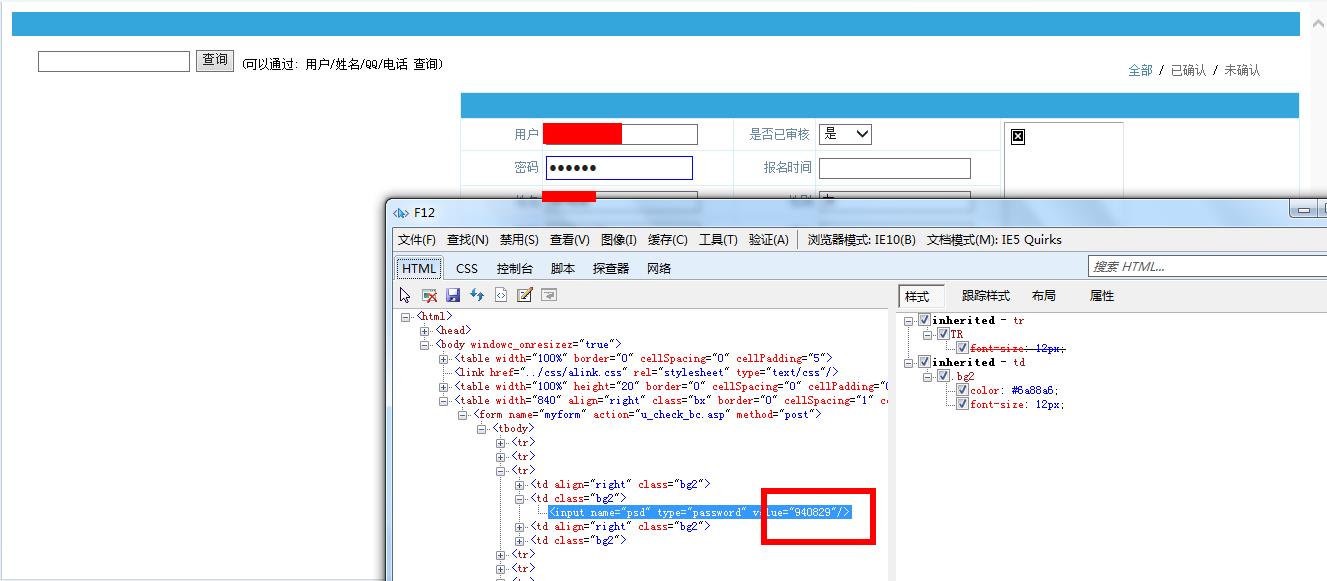 查询 (可以通过: 用户/姓名/QQ/电话 查询)
全部 / 已确认 / 未确认
用户 是否已审核 是
密码 ●●●●●● 报名时间
F12
文件(F) 查找(N) 禁用(S) 查看(V) 图像(I) 缓存(C) 工具(T) 验证(A) 浏览器模式: IE10(B) 文档模式(M): IE5 Quirks
HTML CSS 控制台 脚本 探查器 网络 搜索 HTML...
样式 跟踪样式 布局 属性
<html>
<head>
<body windowc_onresizez="true">
<table width="100%" border="0" cellSpacing="0" cellPadding="5">
<link href="../css/alink.css" rel="stylesheet" type="text/css"/>
<table width="100%" height="20" border="0" cellSpacing="0" cellPadding="0
<table width="840" align="right" class="bx" border="0" cellSpacing="1" ce
<form name="myform" action="u_check_bc.asp" method="post">
<tbody>
<tr>
<tr>
<tr>
<td align="right" class="bg2">
<td class="bg2">
<input name="psd" type="password" value="940829"/>
<td align="right" class="bg2">
<td class="bg2">
<tr>
<tr>
inherited - tr
TR
font-size: 12px;
inherited - td
.bg2
color: #6a88a6;
font-size: 12px;